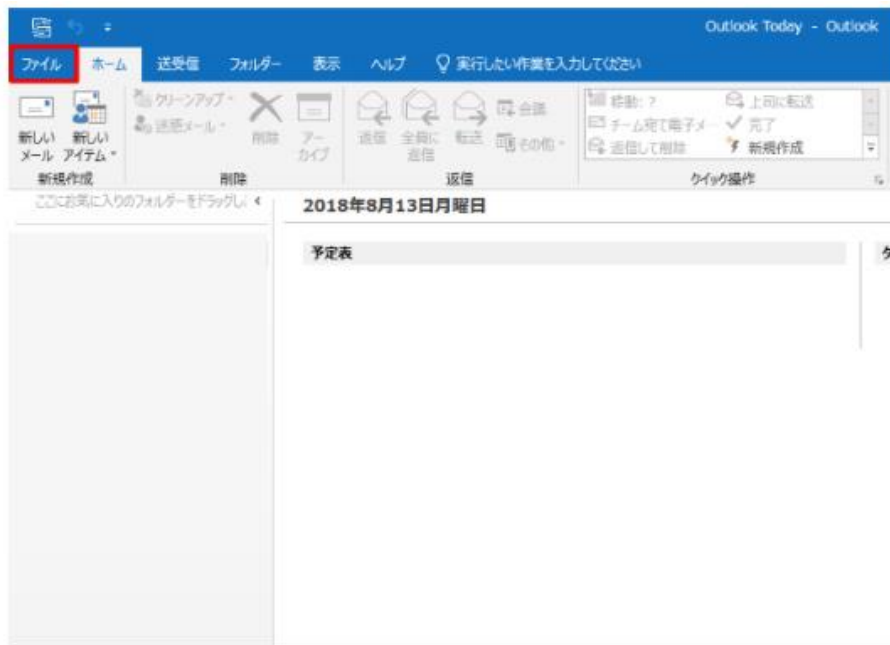 Outlook Today - Outlook
ファイル ホーム 送受信 フォルダー 表示 ヘルプ 実行したい作業を入力してください
新しい メール
新しい アイテム
クリーンアップ
迷惑メール
削除
アー カイブ
返信
全員に 返信
転送
会議
その他
移動: ?
チーム宛て電子メ
返信して削除
上司に転送
完了
新規作成
新規作成 削除 返信 クイック操作
ここにお気に入りのフォルダーをドラッグし
2018年8月13日月曜日
予定表